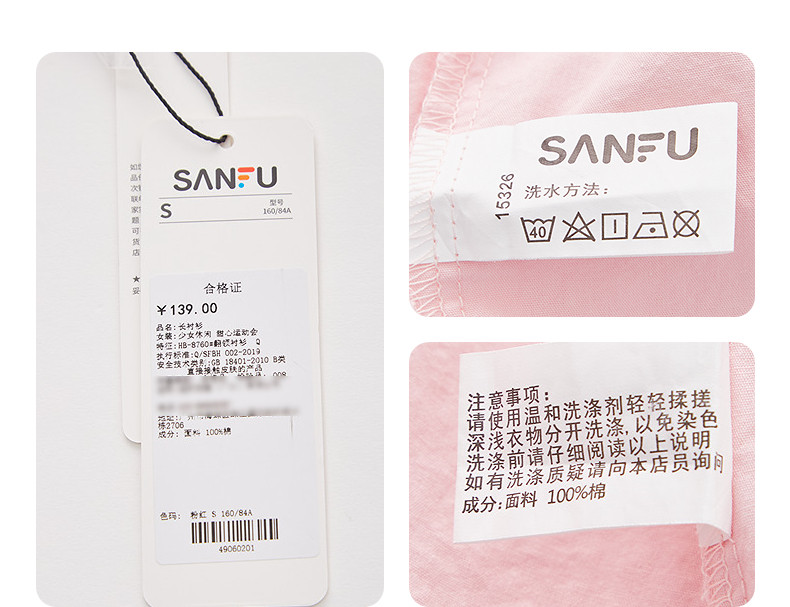 SANFU
S
型号
160/84A
合格证
￥139.00
品名:长衬衫
女装:少女休闲 甜心运动会
特征:HB-8760#翻领衬衫 Q
执行标准:Q/SFBH 002-2019
安全技术类别:GB 18401-2010 B类
直接接触皮肤的产品
栋2706
成分: 面料 100%棉
色码: 粉红 S 160/84A
49060201
SANFU
15326
洗水方法:
40
注意事项:
请使用温和洗涤剂轻轻揉搓
深浅衣物分开洗涤,以免染色
洗涤前请仔细阅读以上说明
如有洗涤质疑请向本店员询问
成分:面料 100%棉